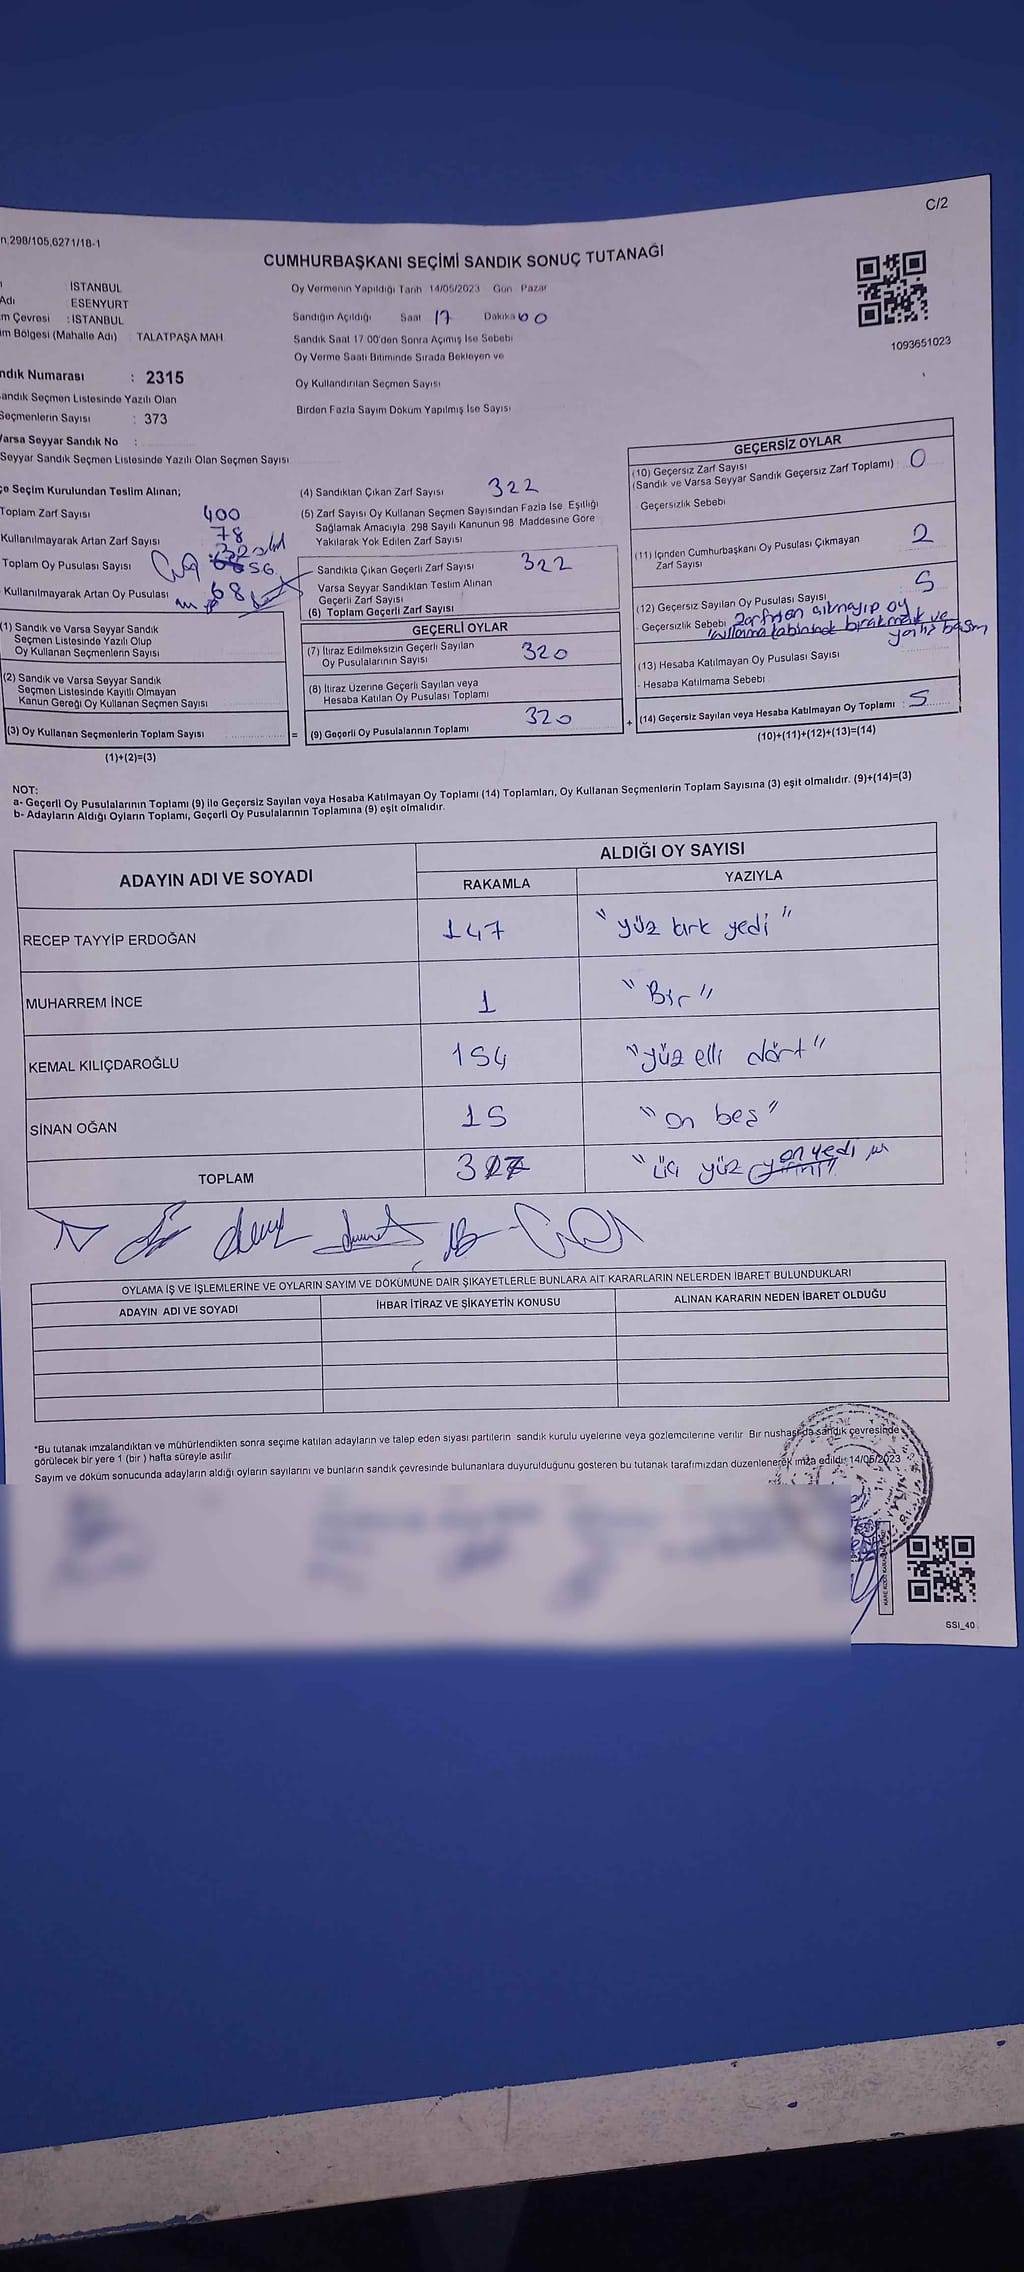 C/2
n,298/105,6271/18-1
CUMHURBAŞKANI SEÇİMİ SANDIK SONUÇ TUTANAĞI
: İSTANBUL
Adı : ESENYURT
m Çevresi : İSTANBUL
im Bölgesi (Mahalle Adı) : TALATPAŞA MAH
ndık Numarası : 2315
andık Seçmen Listesinde Yazılı Olan
Seçmenlerin Sayısı : 373
Varsa Seyyar Sandık No :
Seyyar Sandık Seçmen Listesinde Yazılı Olan Seçmen Sayısı
Oy Vermenin Yapıldığı Tarih 14/05/2023 Gün Pazar
Sandığın Açıldığı Saat 17 Dakika 00
Sandık Saat 17 00'den Sonra Açımış İse Sebebi
Oy Verme Saati Bitiminde Sırada Bekleyen ve
Oy Kullandırılan Seçmen Sayısı
Birden Fazla Sayım Döküm Yapılmış İse Sayısı
1093651023
çe Seçim Kurulundan Teslim Alınan;
Toplam Zarf Sayısı 400
Kullanılmayarak Artan Zarf Sayısı 78
Toplam Oy Pusulası Sayısı
Kullanılmayarak Artan Oy Pusulası 68
(1) Sandık ve Varsa Seyyar Sandık
Seçmen Listesinde Yazılı Olup
Oy Kullanan Seçmenlerin Sayısı
(2) Sandık ve Varsa Seyyar Sandık
Seçmen Listesinde Kayıtlı Olmayan
Kanun Gereği Oy Kullanan Seçmen Sayısı
(3) Oy Kullanan Seçmenlerin Toplam Sayısı
(1)+(2)=(3)
(4) Sandıktan Çıkan Zarf Sayısı 322
(5) Zarf Sayısı Oy Kullanan Seçmen Sayısından Fazla İse Eşitliği
Sağlamak Amacıyla 298 Sayılı Kanunun 98 Maddesine Göre
Yakılarak Yok Edilen Zarf Sayısı
Sandıkta Çıkan Geçerli Zarf Sayısı 322
Varsa Seyyar Sandıktan Teslim Alınan
Geçerli Zarf Sayısı
(6) Toplam Geçerli Zarf Sayısı
GEÇERLİ OYLAR
(7) İtiraz Edilmeksizin Geçerli Sayılan
Oy Pusulalarının Sayısı 320
(8) İtiraz Üzerine Geçerli Sayılan veya
Hesaba Katılan Oy Pusulası Toplamı
= (9) Geçerli Oy Pusulalarının Toplamı 320 +
GEÇERSİZ OYLAR
(10) Geçersiz Zarf Sayısı
(Sandık ve Varsa Seyyar Sandık Geçersiz Zarf Toplamı) 0
Geçersizlik Sebebi
(11) İçinden Cumhurbaşkanı Oy Pusulası Çıkmayan
Zarf Sayısı 2
(12) Geçersiz Sayılan Oy Pusulası Sayısı 5
Geçersizlik Sebebi Zarftan çıkmayıp oy
kullanma kabininde bırakmak ve
(13) Hesaba Katılmayan Oy Pusulası Sayısı
- Hesaba Katılmama Sebebi
(14) Geçersiz Sayılan veya Hesaba Katılmayan Oy Toplamı 5
(10)+(11)+(12)+(13)=(14)
NOT:
a- Geçerli Oy Pusulalarının Toplamı (9) ile Geçersiz Sayılan veya Hesaba Katılmayan Oy Toplamı (14) Toplamları, Oy Kullanan Seçmenlerin Toplam Sayısına (3) eşit olmalıdır. (9)+(14)=(3)
b- Adayların Aldığı Oyların Toplamı, Geçerli Oy Pusulalarının Toplamına (9) eşit olmalıdır.
ADAYIN ADI VE SOYADI ALDIĞI OY SAYISI
RAKAMLA YAZIYLA
RECEP TAYYİP ERDOĞAN 147 "yüz kırk yedi"
MUHARREM İNCE 1 "Bir"
KEMAL KILIÇDAROĞLU 154 "yüz elli dört"
SİNAN OĞAN 15 "on beş"
TOPLAM 317 "üç yüz on yedi
OYLAMA İŞ VE İŞLEMLERİNE VE OYLARIN SAYIM VE DÖKÜMÜNE DAİR ŞİKAYETLERLE BUNLARA AİT KARARLARIN NELERDEN İBARET BULUNDUKLARI
ADAYIN ADI VE SOYADI İHBAR İTİRAZ VE ŞİKAYETİN KONUSU ALINAN KARARIN NEDEN İBARET OLDUĞU
*Bu tutanak imzalandıktan ve mühürlendikten sonra seçime katılan adayların ve talep eden siyasi partilerin sandık kurulu üyelerine veya gözlemcilerine verilir Bir nushası da sandık çevresinde
görülecek bir yere 1 (bir ) hafta süreyle asılır
Sayım ve döküm sonucunda adayların aldığı oyların sayılarını ve bunların sandık çevresinde bulunanlara duyurulduğunu gösteren bu tutanak tarafımızdan düzenlenerek imza edildi 14/05/2023
SSI_40